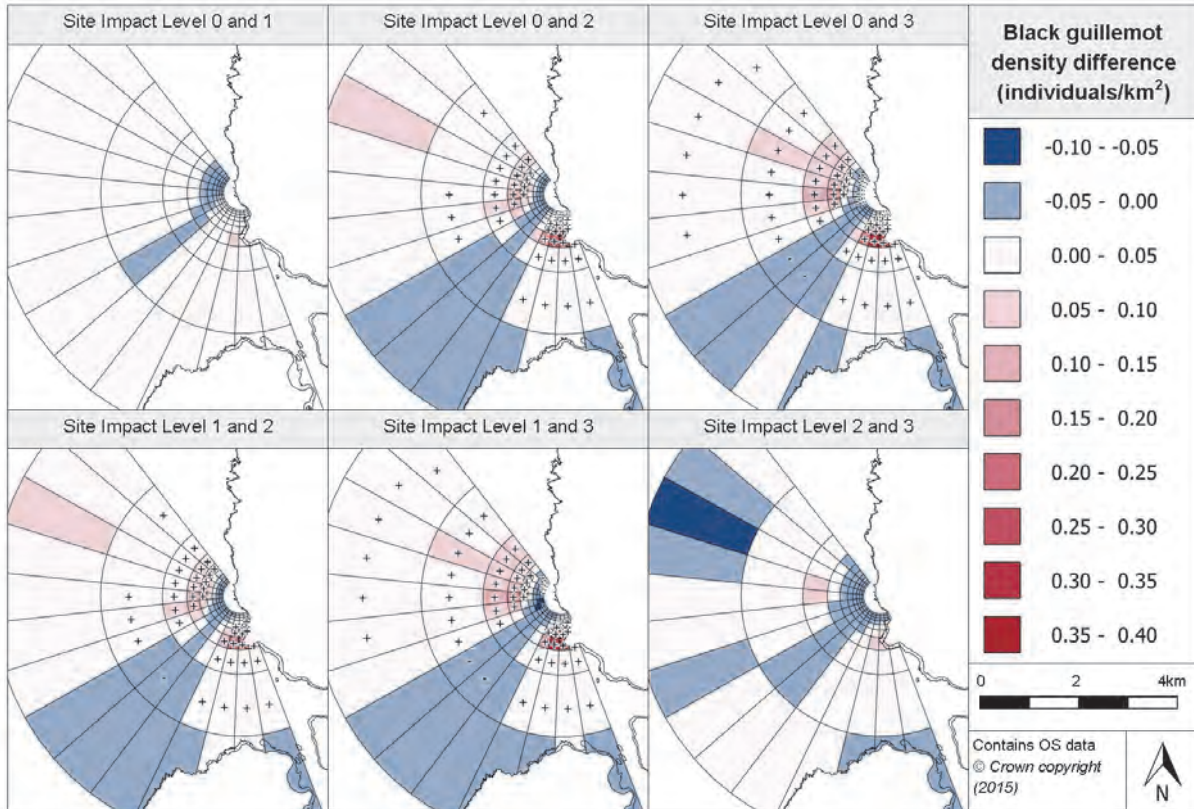 Site Impact Level 0 and 1
Site Impact Level 0 and 2
Site Impact Level 0 and 3
Site Impact Level 1 and 2
Site Impact Level 1 and 3
Site Impact Level 2 and 3
Black guillemot
density difference
(individuals/km²)
-0.10 - -0.05
-0.05 - 0.00
0.00 - 0.05
0.05 - 0.10
0.10 - 0.15
0.15 - 0.20
0.20 - 0.25
0.25 - 0.30
0.30 - 0.35
0.35 - 0.40
0 2 4km
Contains OS data
© Crown copyright
(2015)
N